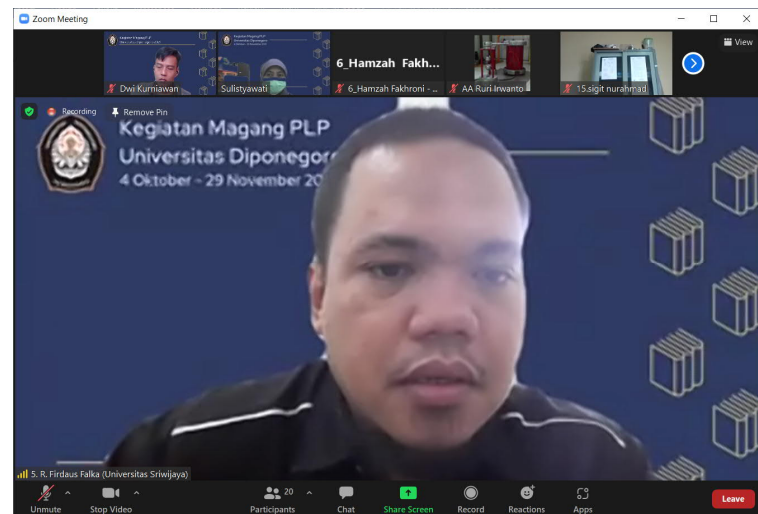 Zoom Meeting
View
Dwi Kurniawan
Sulistyawati
6_Hamzah Fakh...
6_Hamzah Fakhroni - ...
AA Ruri Irwanto
15.sigit nurahmad
Recording
Remove Pin
Kegiatan Magang PLP
Universitas Diponegoro
4 Oktober - 29 November 20
5. R. Firdaus Falka (Universitas Sriwijaya)
Unmute
Stop Video
20
Participants
Chat
Share Screen
Record
Reactions
Apps
Leave